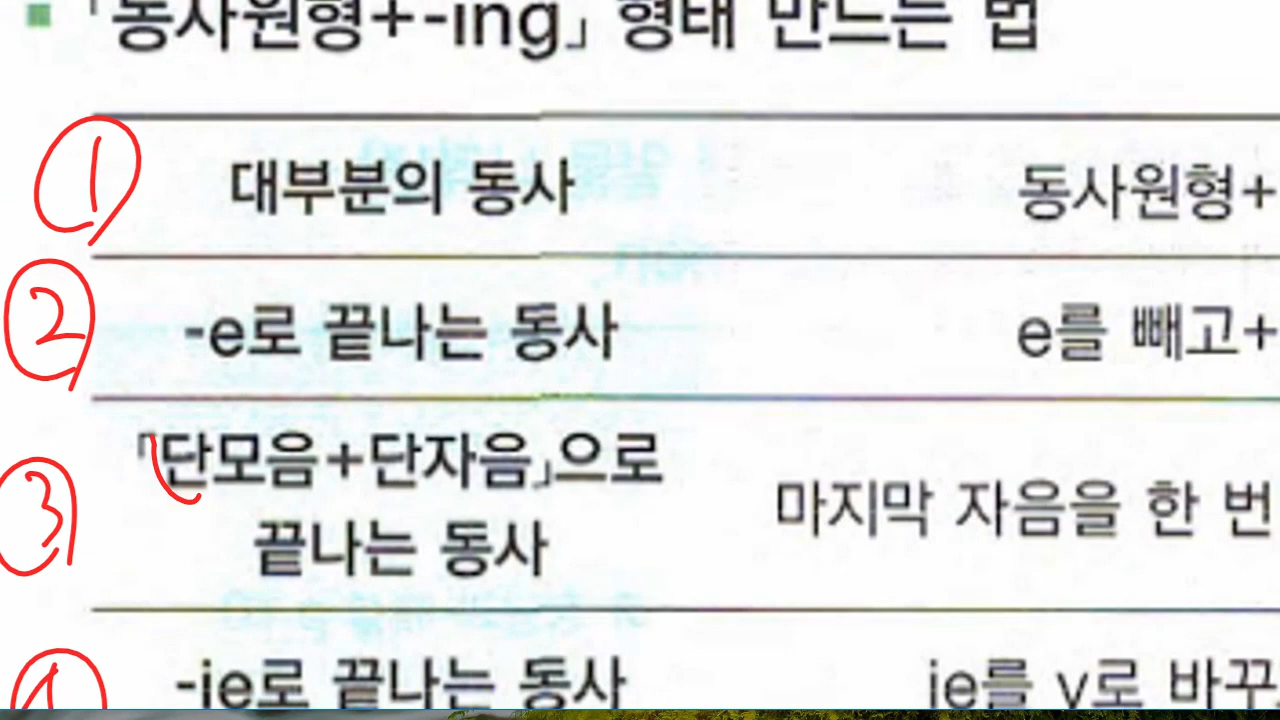 「동사원형+-ing」 형태 만드는 법
① 대부분의 동사 동사원형+
② -e로 끝나는 동사 e를 빼고+
③ 「단모음+단자음」으로
끝나는 동사 마지막 자음을 한 번
-ie로 끝나는 동사 ie를 y로 바꾸